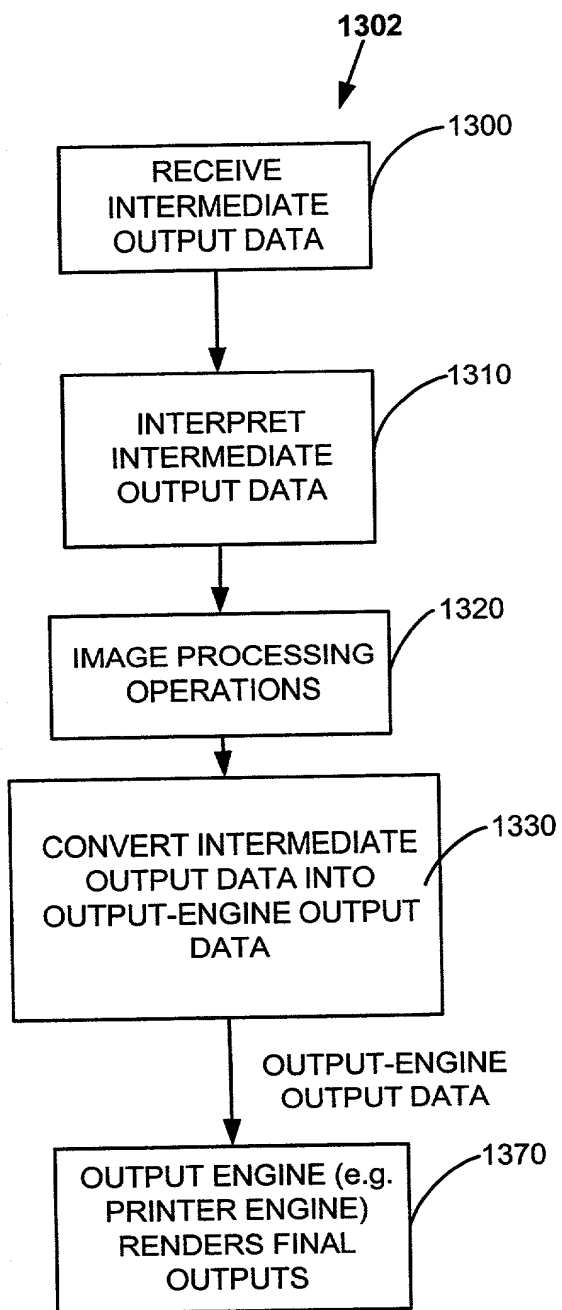 1302
1300
RECEIVE
INTERMEDIATE
OUTPUT DATA
1310
INTERPRET
INTERMEDIATE
OUTPUT DATA
1320
IMAGE PROCESSING
OPERATIONS
1330
CONVERT INTERMEDIATE
OUTPUT DATA INTO
OUTPUT-ENGINE OUTPUT
DATA
OUTPUT-ENGINE
OUTPUT DATA
1370
OUTPUT ENGINE (e.g.
PRINTER ENGINE)
RENDERS FINAL
OUTPUTS